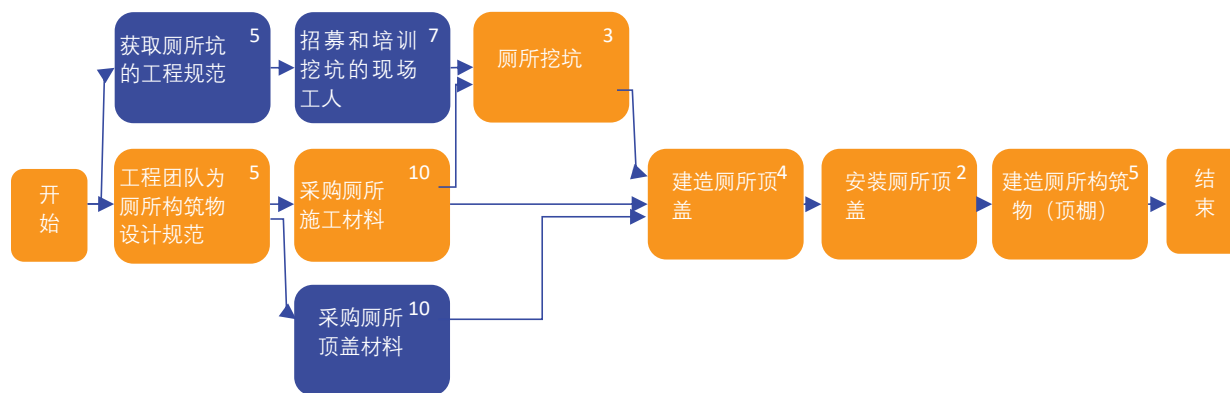 开
始
获取厕所坑
的工程规范
5
招募和培训
挖坑的现场
工人
7
厕所挖坑
3
工程团队为
厕所构筑物
设计规范
5
采购厕所
施工材料
10
采购厕所
顶盖材料
10
建造厕所顶
盖
4
安装厕所顶
盖
2
建造厕所构筑
物（顶棚）
5
结
束